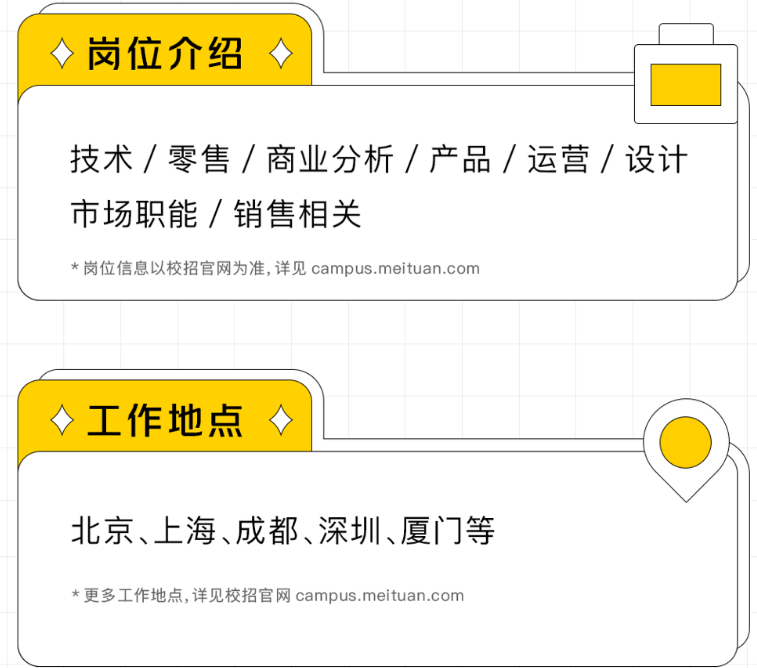 岗位介绍
技术 / 零售 / 商业分析 / 产品 / 运营 / 设计
市场职能 / 销售相关
* 岗位信息以校招官网为准, 详见 campus.meituan.com
工作地点
北京、上海、成都、深圳、厦门等
* 更多工作地点, 详见校招官网 campus.meituan.com